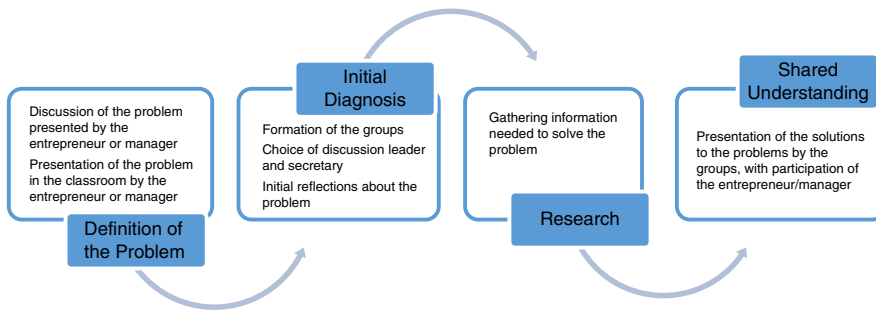 Discussion of the problem
presented by the
entrepreneur or manager
Presentation of the problem
in the classroom by the
entrepreneur or manager
Definition of
the Problem
Initial
Diagnosis
Formation of the groups
Choice of discussion leader
and secretary
Initial reflections about the
problem
Gathering information
needed to solve the
problem
Research
Shared
Understanding
Presentation of the solutions
to the problems by the
groups, with participation of
the entrepreneur/manager